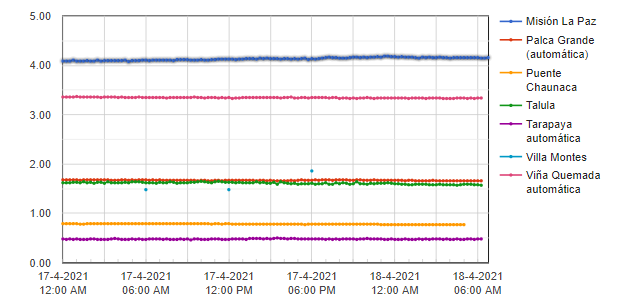 5.00
4.00
3.00
2.00
1.00
0.00
17-4-2021
12:00 AM
17-4-2021
06:00 AM
17-4-2021
12:00 PM
17-4-2021
06:00 PM
18-4-2021
12:00 AM
18-4-2021
06:00 AM
Misión La Paz
Palca Grande
(automática)
Puente
Chaunaca
Talula
Tarapaya
automática
Villa Montes
Viña Quemada
automática